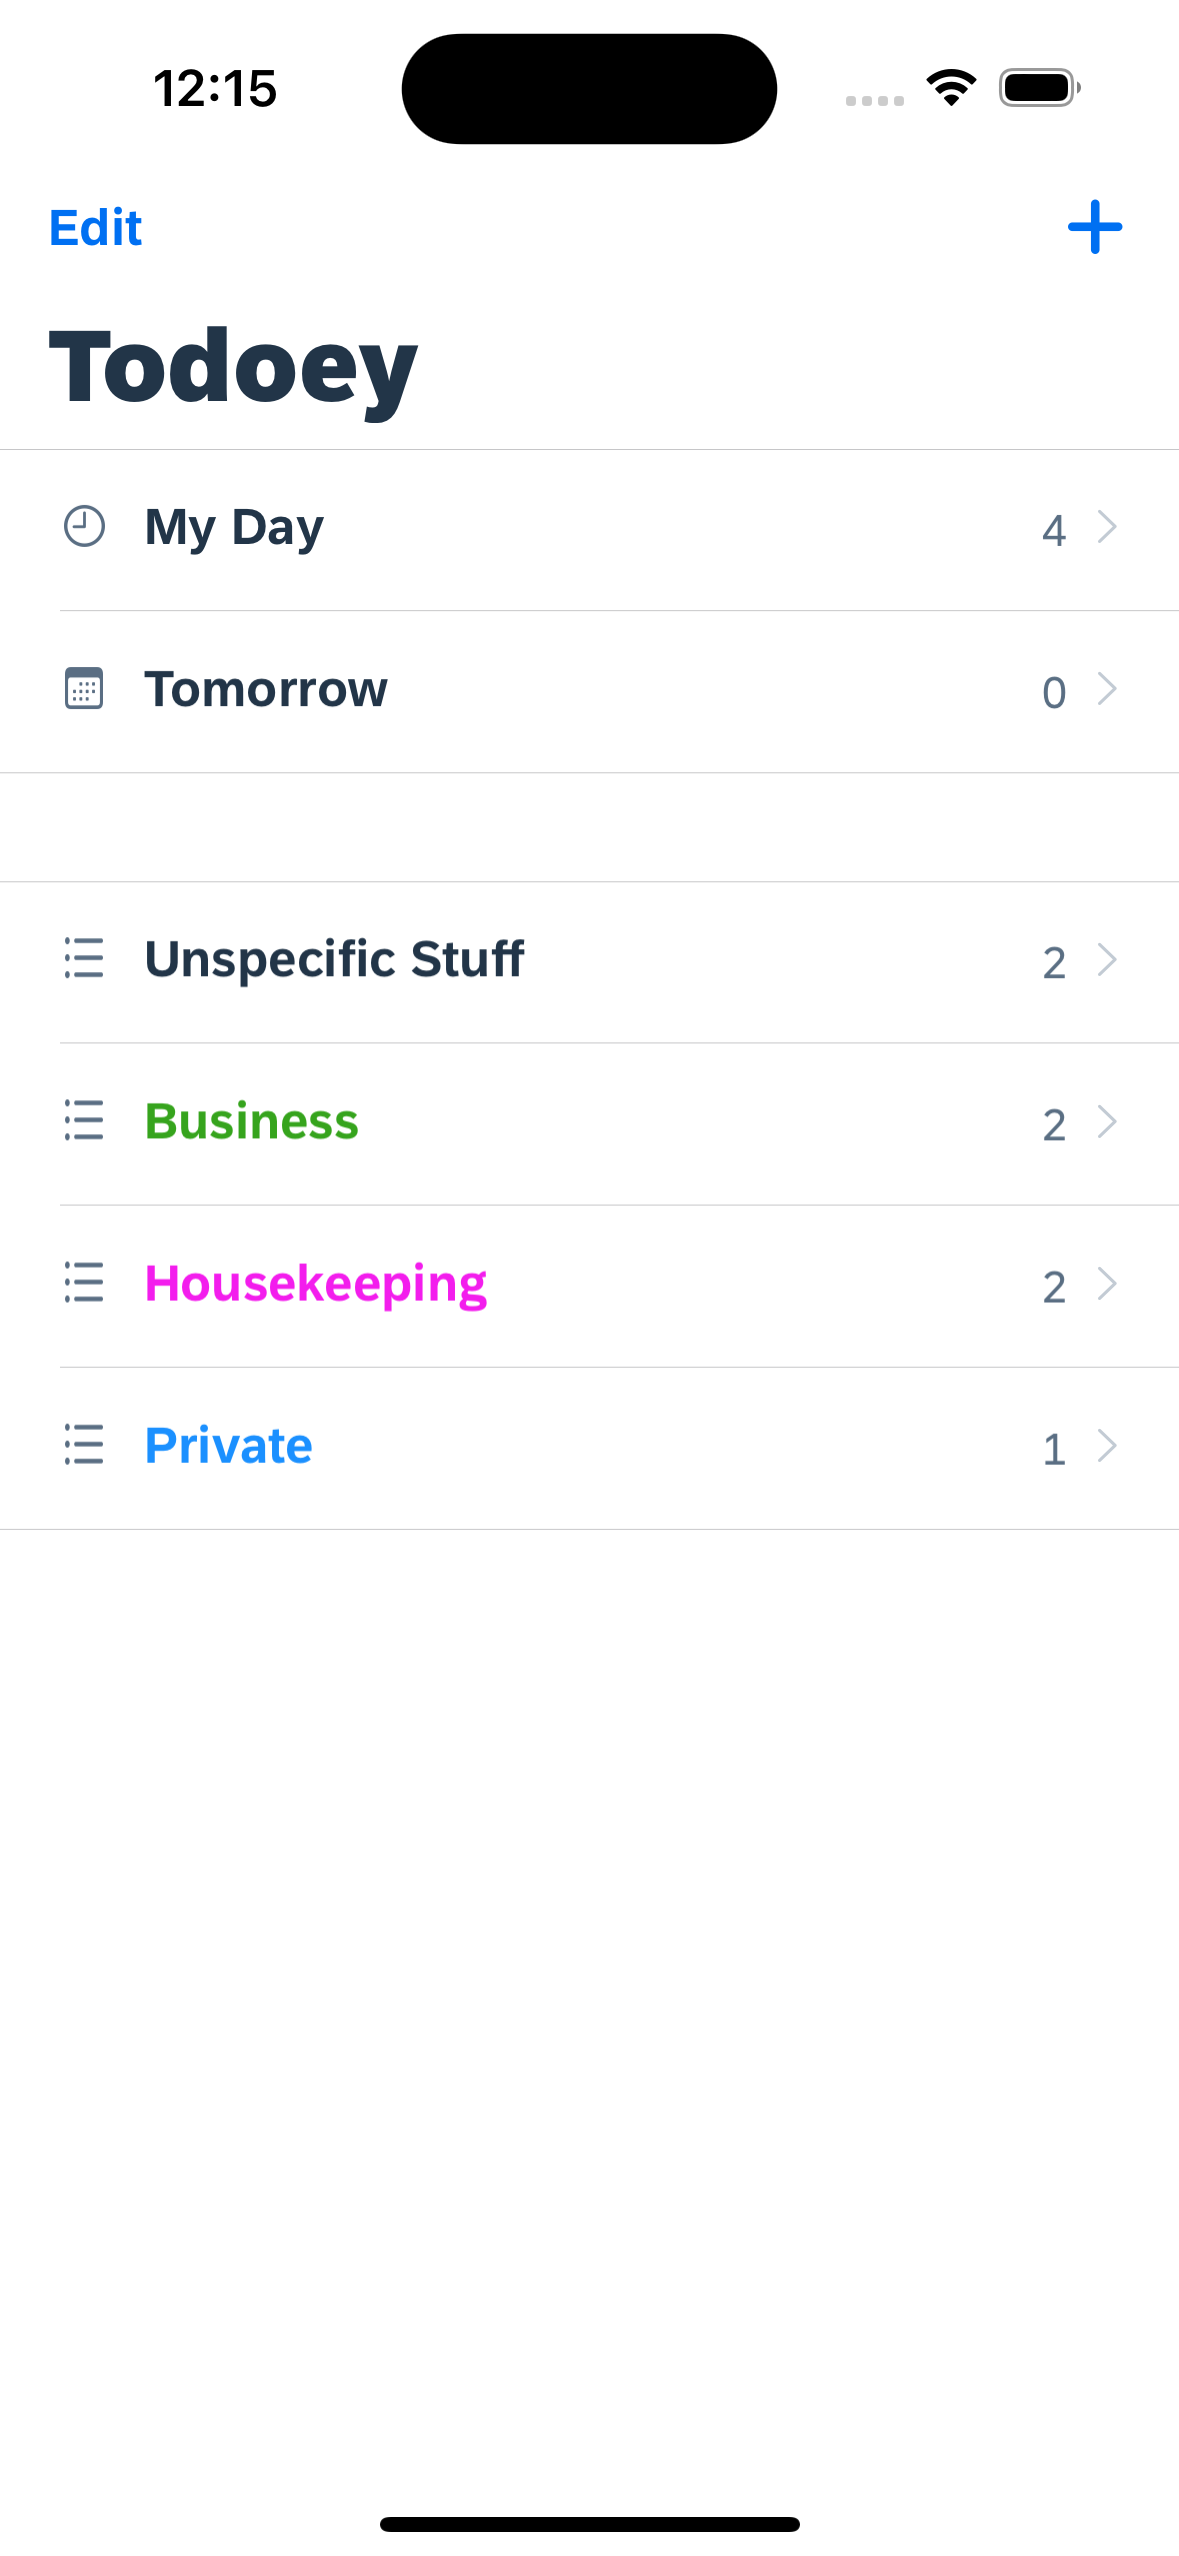 12:15
Edit
Todoey
My Day 4
Tomorrow 0
Unspecific Stuff 2
Business 2
Housekeeping 2
Private 1